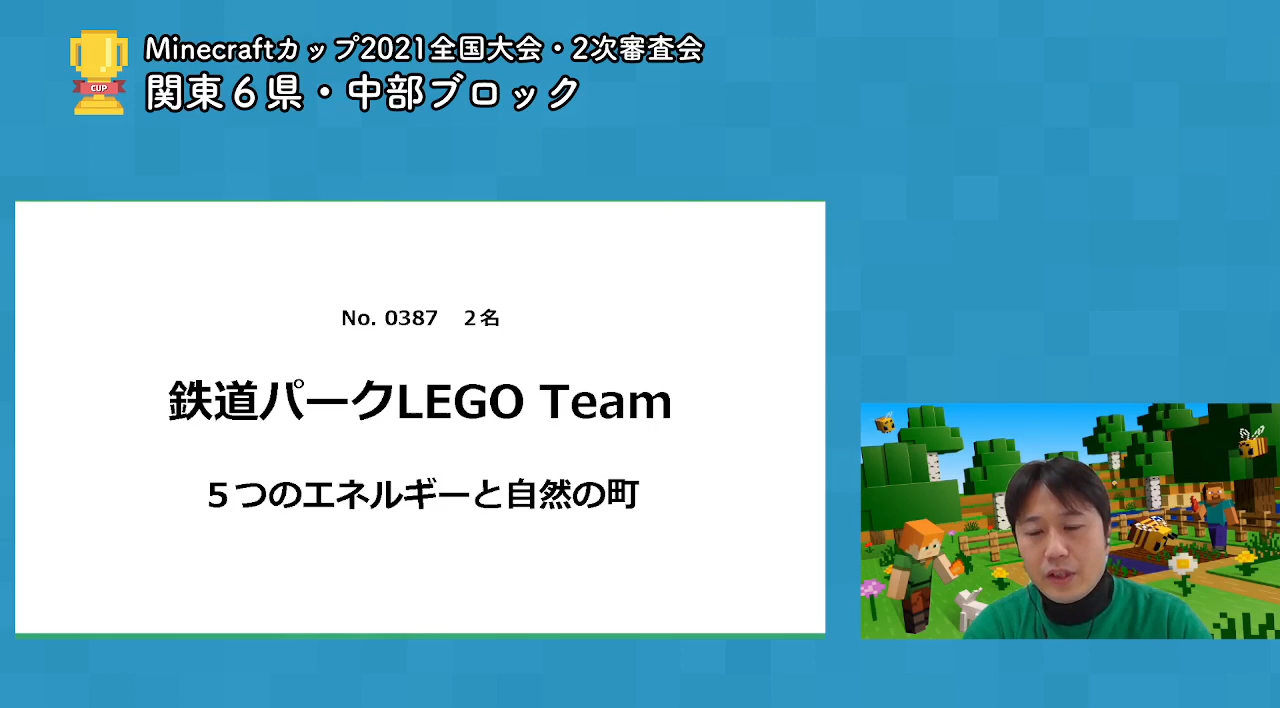 Minecraftカップ2021全国大会・2次審査会
CUP
関東６県・中部ブロック
No. 0387　２名
鉄道パークLEGO Team
５つのエネルギーと自然の町